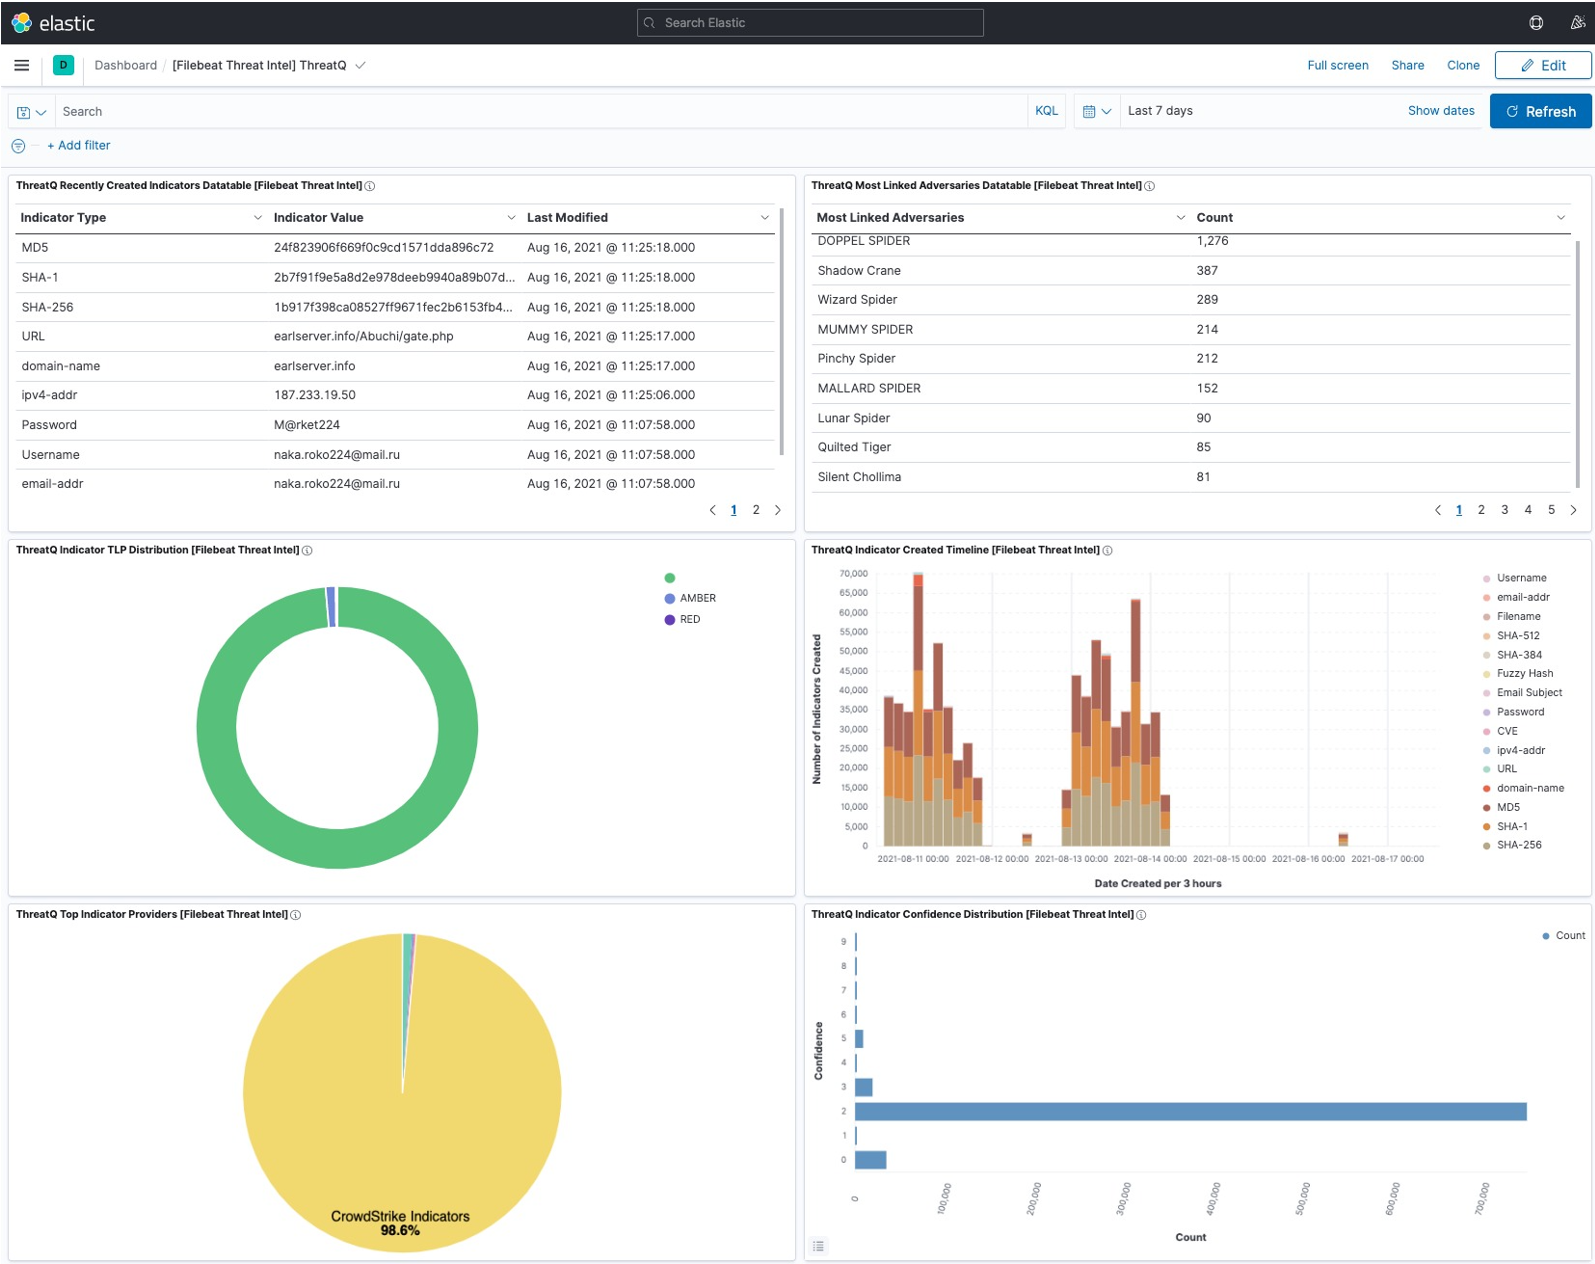 elastic
Search Elastic
D
Dashboard / [Filebeat Threat Intel] ThreatQ
Full screen
Share
Clone
Edit
Search
KQL
Last 7 days
Show dates
Refresh
+ Add filter
ThreatQ Recently Created Indicators Datatable [Filebeat Threat Intel]
Indicator Type Indicator Value Last Modified
MD5 24f823906f669f0c9cd1571dda896c72 Aug 16, 2021 @ 11:25:18.000
SHA-1 2b7f91f9e5a8d2e978deeb9940a89b07d... Aug 16, 2021 @ 11:25:18.000
SHA-256 1b917f398ca08527ff9671fec2b6153fb4... Aug 16, 2021 @ 11:25:18.000
URL earlserver.info/Abuchi/gate.php Aug 16, 2021 @ 11:25:17.000
domain-name earlserver.info Aug 16, 2021 @ 11:25:17.000
ipv4-addr 187.233.19.50 Aug 16, 2021 @ 11:25:06.000
Password M@rket224 Aug 16, 2021 @ 11:07:58.000
Username naka.roko224@mail.ru Aug 16, 2021 @ 11:07:58.000
email-addr naka.roko224@mail.ru Aug 16, 2021 @ 11:07:58.000
1 2
ThreatQ Most Linked Adversaries Datatable [Filebeat Threat Intel]
Most Linked Adversaries Count
DOPPEL SPIDER 1,276
Shadow Crane 387
Wizard Spider 289
MUMMY SPIDER 214
Pinchy Spider 212
MALLARD SPIDER 152
Lunar Spider 90
Quilted Tiger 85
Silent Chollima 81
1 2 3 4 5
ThreatQ Indicator TLP Distribution [Filebeat Threat Intel]
AMBER
RED
ThreatQ Indicator Created Timeline [Filebeat Threat Intel]
Number of Indicators Created
70,000
65,000
60,000
55,000
50,000
45,000
40,000
35,000
30,000
25,000
20,000
15,000
10,000
5,000
0
2021-08-11 00:00 2021-08-12 00:00 2021-08-13 00:00 2021-08-14 00:00 2021-08-15 00:00 2021-08-16 00:00 2021-08-17 00:00
Date Created per 3 hours
Username
email-addr
Filename
SHA-512
SHA-384
Fuzzy Hash
Email Subject
Password
CVE
ipv4-addr
URL
domain-name
MD5
SHA-1
SHA-256
ThreatQ Top Indicator Providers [Filebeat Threat Intel]
CrowdStrike Indicators
98.6%
ThreatQ Indicator Confidence Distribution [Filebeat Threat Intel]
Count
Confidence
9
8
7
6
5
4
3
2
1
0
0 100,000 200,000 300,000 400,000 500,000 600,000 700,000
Count